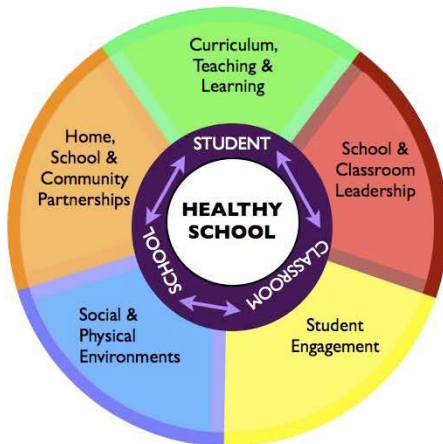 Curriculum,
Teaching &
Learning
Home,
School &
Community
Partnerships
STUDENT
School &
Classroom
Leadership
HEALTHY
SCHOOL
SCHOOL
CLASSROOM
Social &
Physical
Environments
Student
Engagement